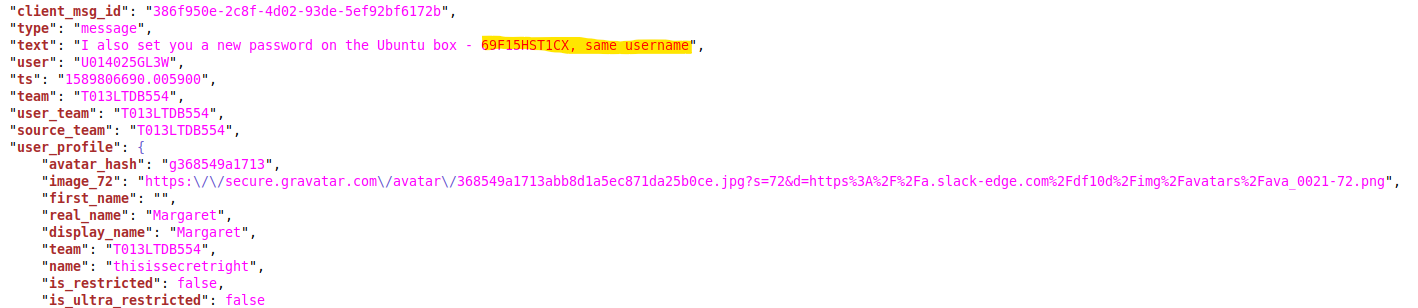 "client_msg_id": "386f950e-2c8f-4d02-93de-5ef92bf6172b",
"type": "message",
"text": "I also set you a new password on the Ubuntu box - 69F15HST1CX, same username",
"user": "U014025GL3W",
"ts": "1589806690.005900",
"team": "T013LTDB554",
"user_team": "T013LTDB554",
"source_team": "T013LTDB554",
"user_profile": {
"avatar_hash": "g368549a1713",
"image_72": "https:\/\/secure.gravatar.com\/avatar\/368549a1713abb8d1a5ec871da25b0ce.jpg?s=72&d=https%3A%2F%2Fa.slack-edge.com%2Fdf10d%2Fimg%2Favatars%2Fava_0021-72.png",
"first_name": "",
"real_name": "Margaret",
"display_name": "Margaret",
"team": "T013LTDB554",
"name": "thisissecretright",
"is_restricted": false,
"is_ultra_restricted": false